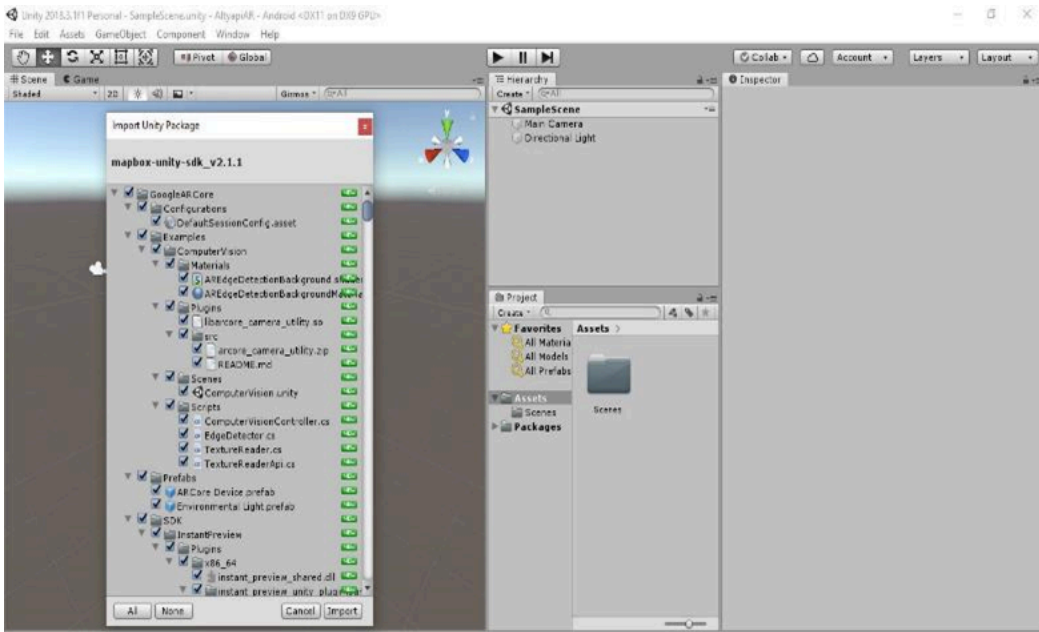 Unity 2018.3.1f1 Personal - SampleScene.unity - AltyapiAR - Android <DX11 on DX9 GPU>
File Edit Assets GameObject Component Window Help
Pivot Global
Collab Account Layers Layout
Scene Game
Shaded 2D Gizmos All
Import Unity Package
mapbox-unity-sdk_v2.1.1
GoogleARCore
Configurations
DefaultSessionConfig.asset
Examples
ComputerVision
Materials
AREdgeDetectionBackground.shader
AREdgeDetectionBackgroundMateria
Plugins
libarcore_camera_utility.so
src
arcore_camera_utility.zip
README.md
Scenes
ComputerVision.unity
Scripts
ComputerVisionController.cs
EdgeDetector.cs
TextureReader.cs
TextureReaderApi.cs
Prefabs
ARCore Device.prefab
Environmental Light.prefab
SDK
InstantPreview
Plugins
x86_64
instant_preview_shared.dll
All None Cancel Import
Hierarchy
Create All
SampleScene
Main Camera
Directional Light
Project
Create
Favorites
All Materia
All Models
All Prefabs
Assets
Scenes
Packages
Assets
Scenes
Inspector